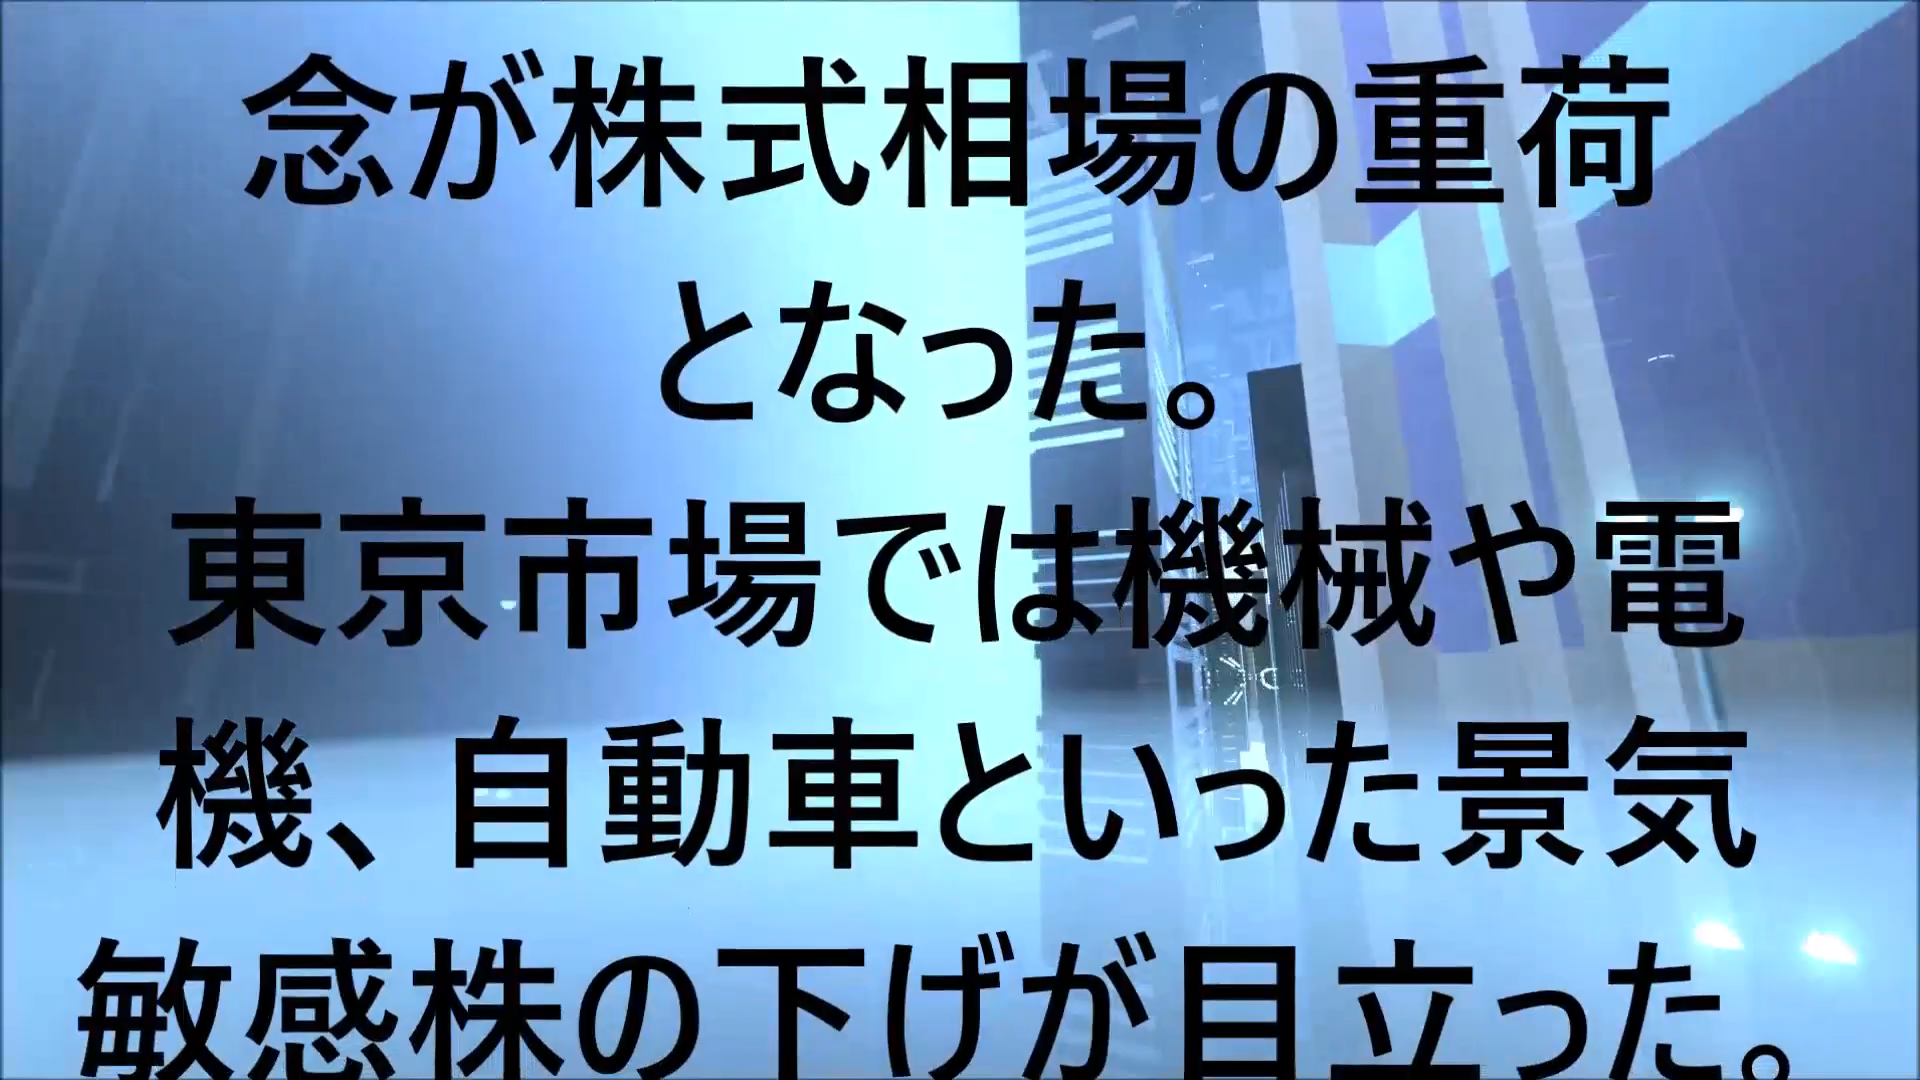 念が株式相場の重荷
となった。
東京市場では機械や電
機、自動車といった景気
敏感株の下げが目立った。